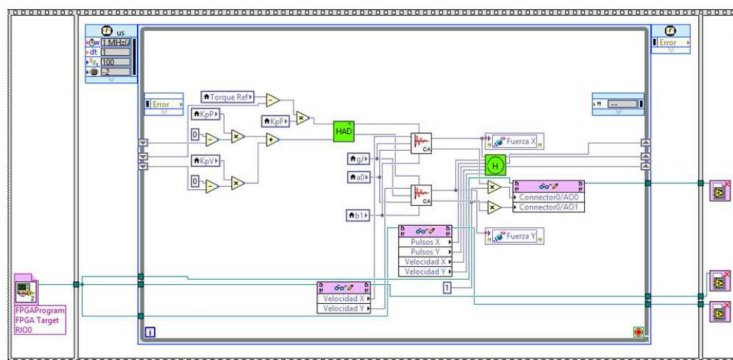 us
1 MHz
dt 1
100
-2
Error
Error
Torque Ref
KpP
KpF
HAD
0
KpV
0
gJ
a0
b1
CA
CA
Fuerza X
H
Connector0/AO0
Connector0/AO1
Fuerza Y
Pulsos X
Pulsos Y
Velocidad X
Velocidad Y
1
Velocidad X
Velocidad Y
FPGAProgram
FPGA Target
RIO0
i